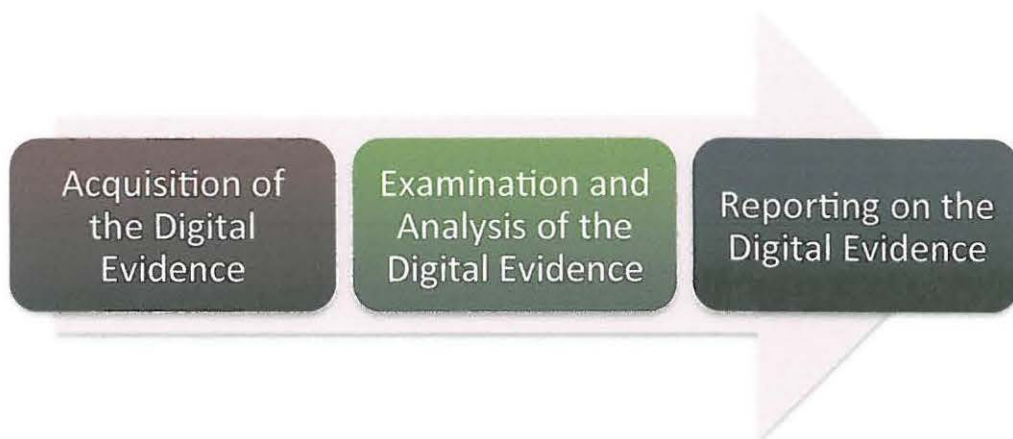 Acquisition of
the Digital
Evidence
Examination and
Analysis of the
Digital Evidence
Reporting on the
Digital Evidence